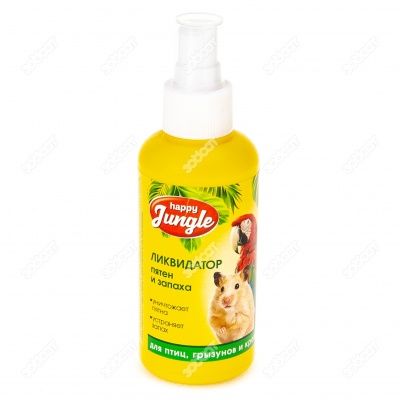 happy
Jungle
ЛИКВИДАТОР
пятен
и запаха
уничтожает
пятна
устраняет
запах
для птиц, грызунов и